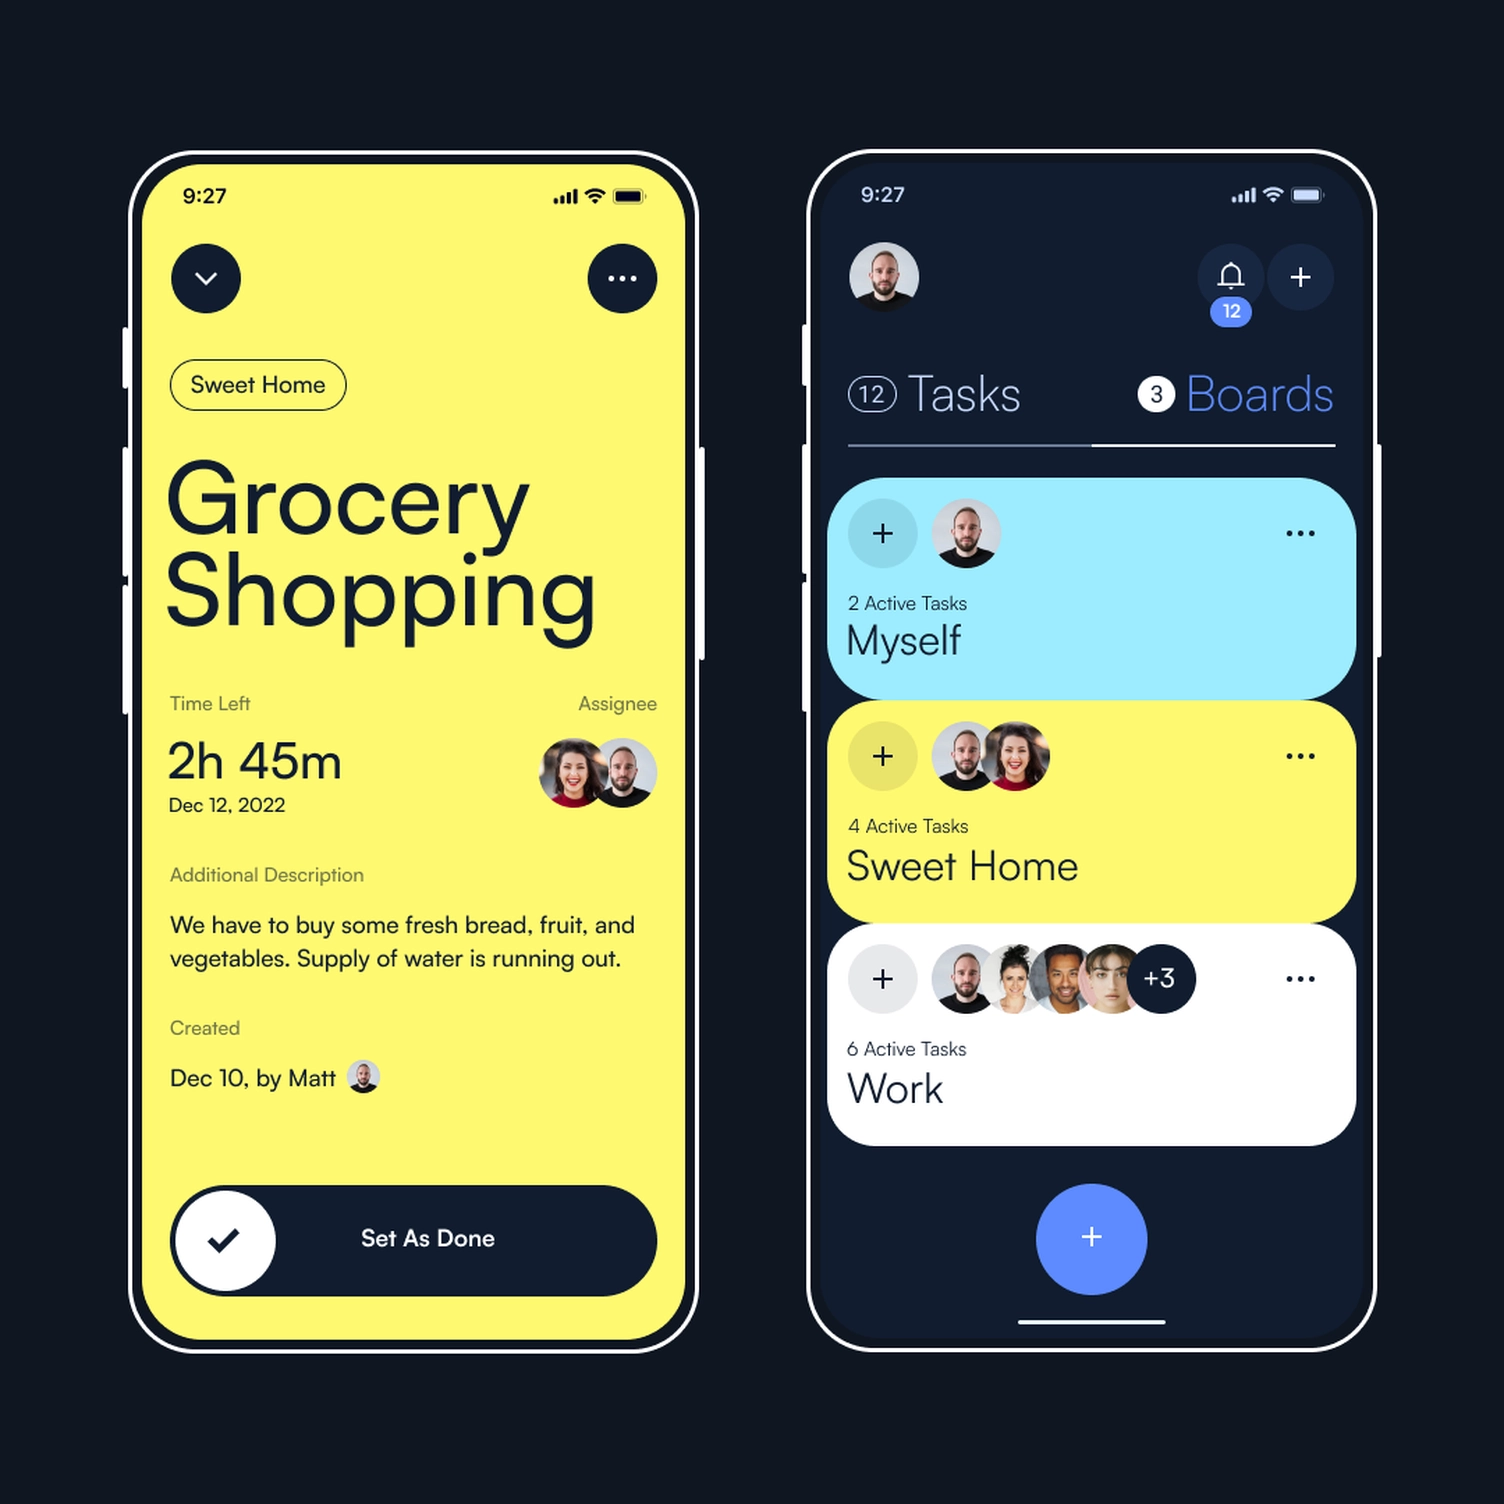 9:27
Sweet Home
Grocery
Shopping
Time Left
Assignee
2h 45m
Dec 12, 2022
Additional Description
We have to buy some fresh bread, fruit, and
vegetables. Supply of water is running out.
Created
Dec 10, by Matt
Set As Done
9:27
12
12 Tasks
3 Boards
2 Active Tasks
Myself
4 Active Tasks
Sweet Home
+3
6 Active Tasks
Work